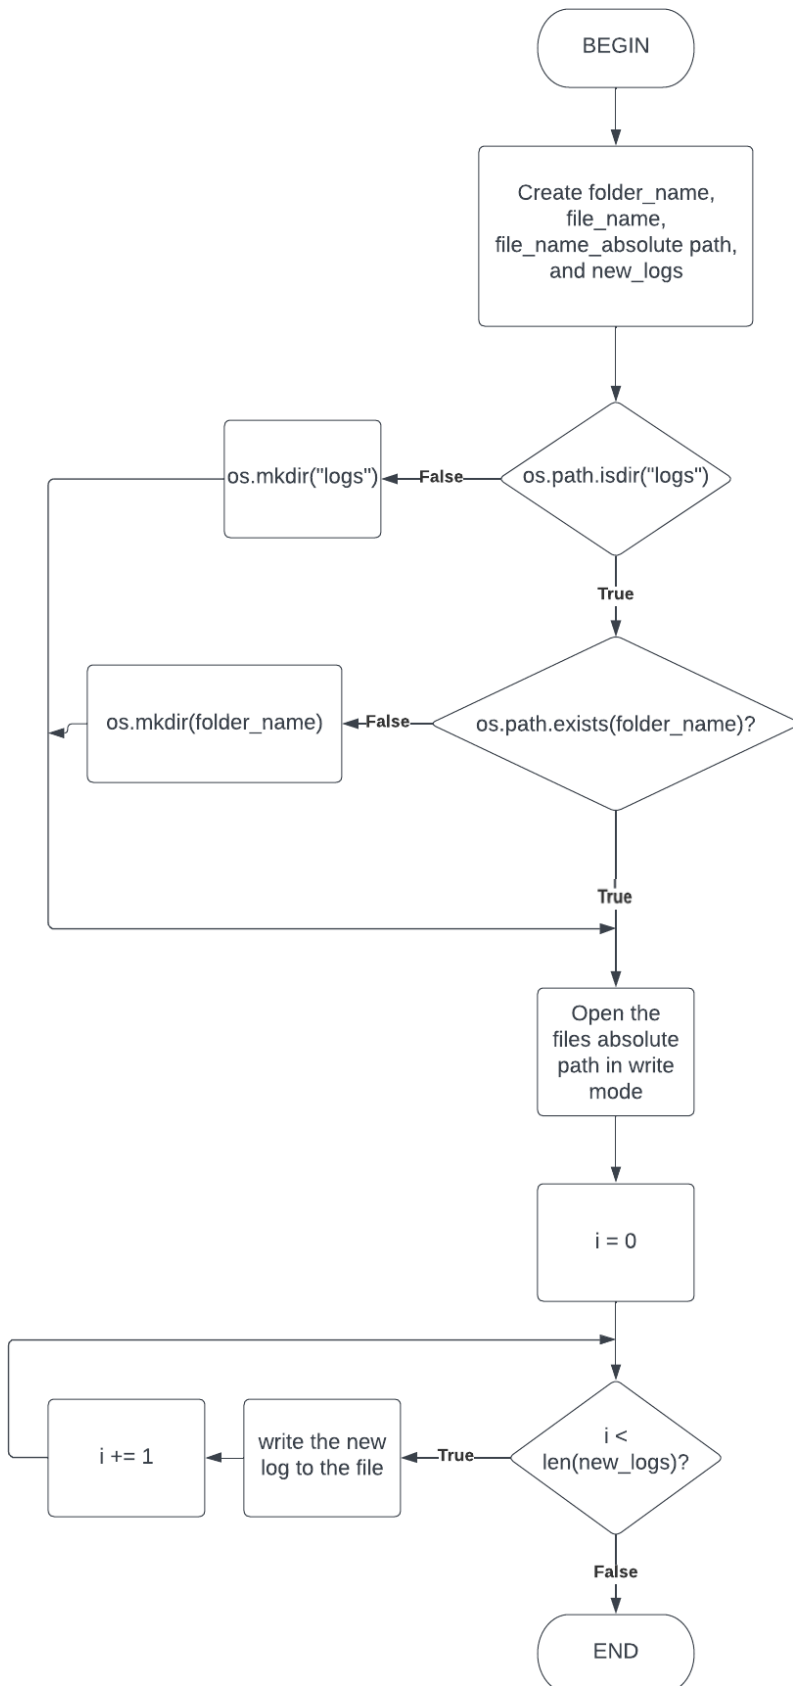 BEGIN
Create folder_name,
file_name,
file_name_absolute path,
and new_logs
os.mkdir("logs")
False
os.path.isdir("logs")
True
os.mkdir(folder_name)
False
os.path.exists(folder_name)?
True
Open the
files absolute
path in write
mode
i = 0
i += 1
write the new
log to the file
True
i <
len(new_logs)?
False
END